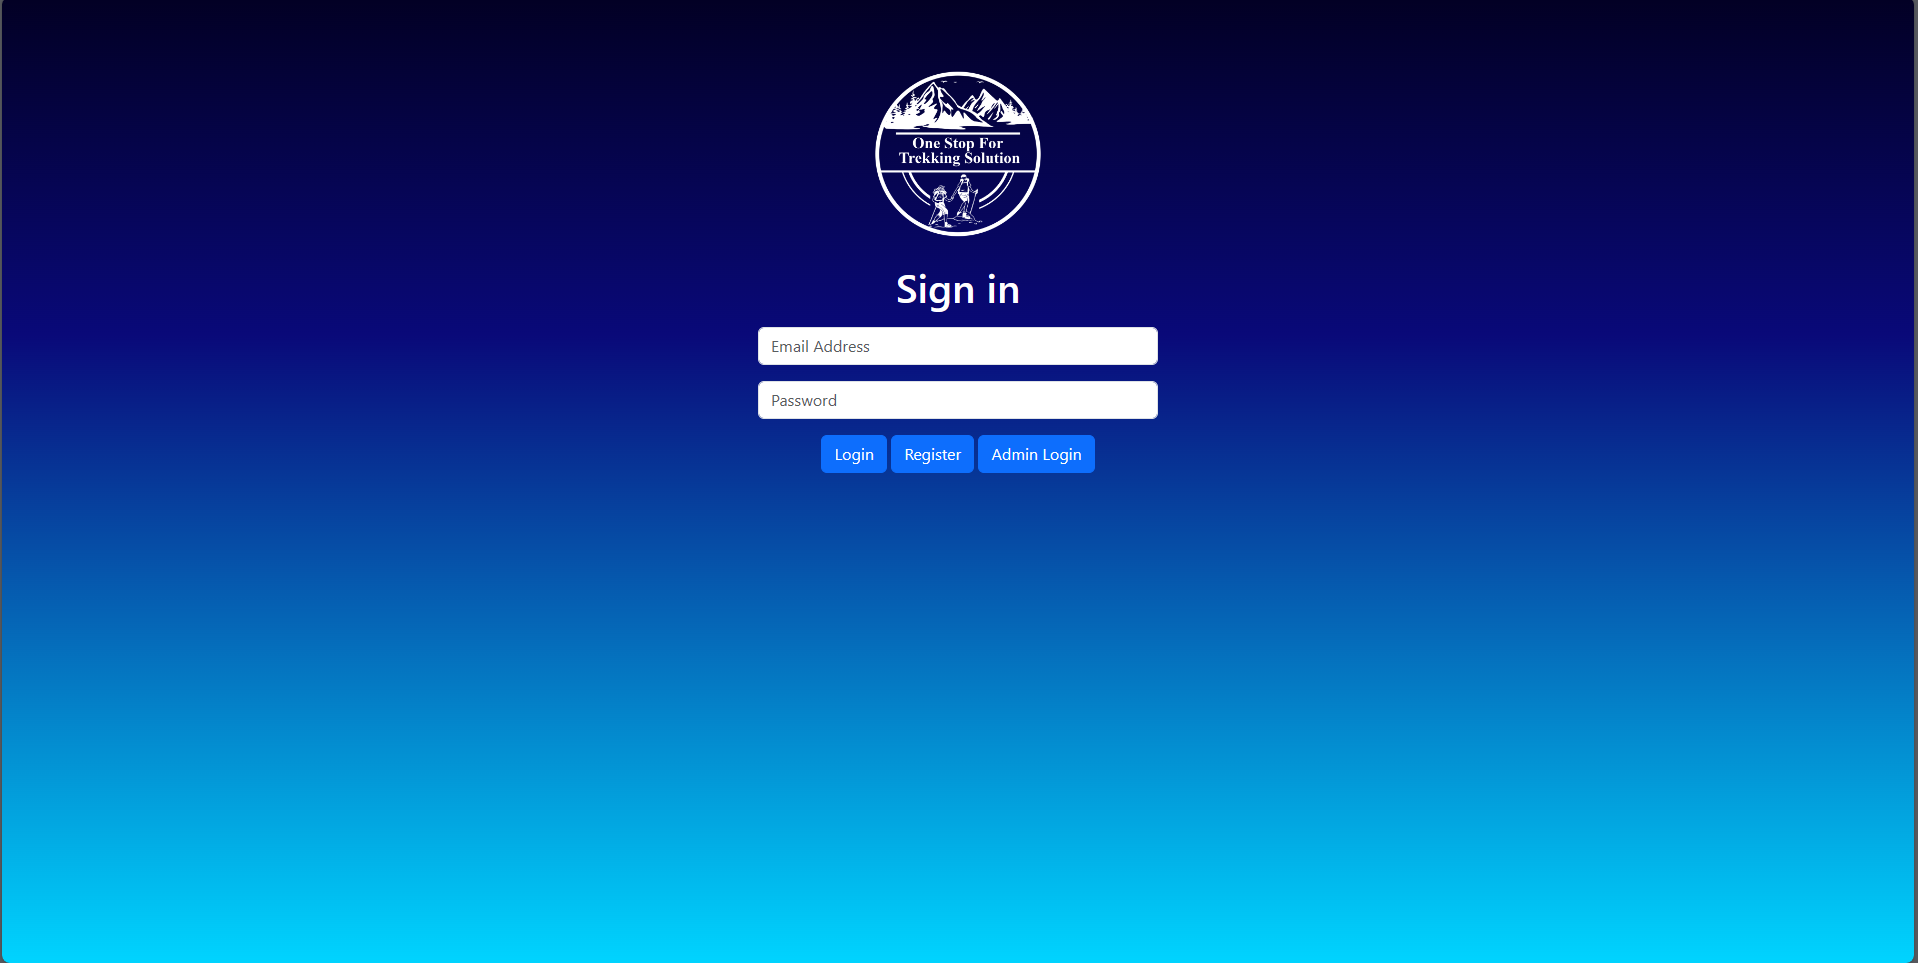 One Stop For
Trekking Solution
Sign in
Email Address
Password
Login Register Admin Login